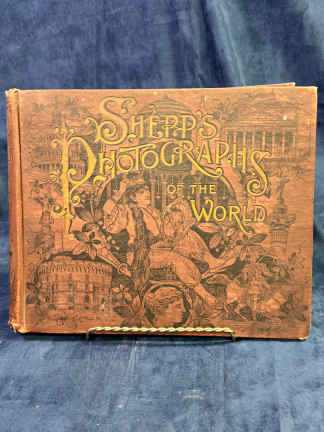 SHEPP'S
PHOTOGRAPHS
OF THE
WORLD